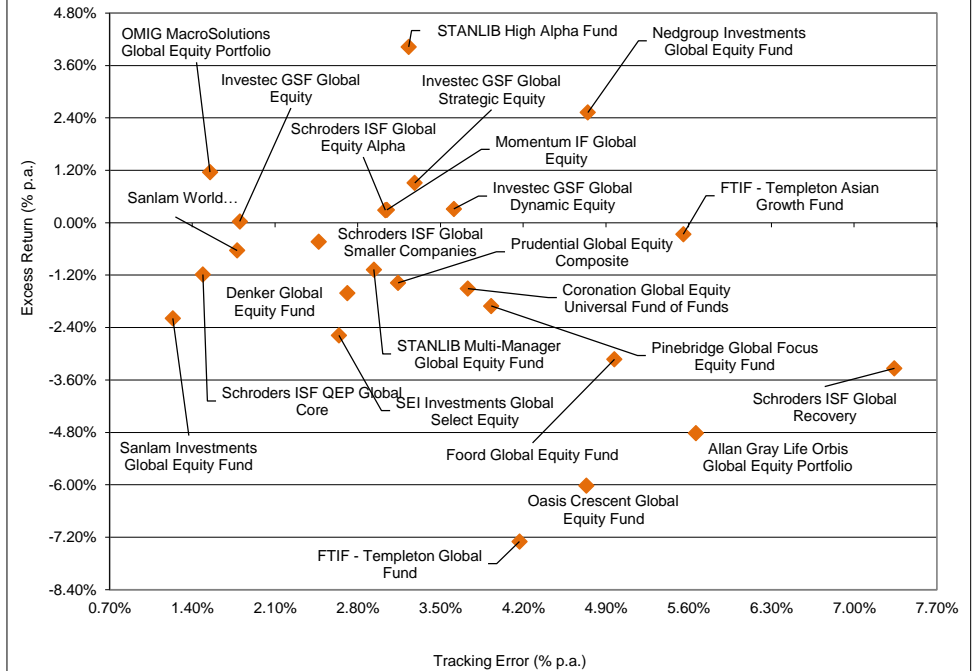 4.80%
OMIG MacroSolutions
Global Equity Portfolio
STANLIB High Alpha Fund
Nedgroup Investments
Global Equity Fund
3.60%
Investec GSF Global
Equity
Investec GSF Global
Strategic Equity
2.40%
Schroders ISF Global
Equity Alpha
Momentum IF Global
Equity
1.20%
Sanlam World...
Investec GSF Global
Dynamic Equity
FTIF - Templeton Asian
Growth Fund
0.00%
Schroders ISF Global
Smaller Companies
Prudential Global Equity
Composite
-1.20%
Denker Global
Equity Fund
Coronation Global Equity
Universal Fund of Funds
-2.40%
STANLIB Multi-Manager
Global Equity Fund
Pinebridge Global Focus
Equity Fund
-3.60%
Schroders ISF QEP Global
Core
SEI Investments Global
Select Equity
Schroders ISF Global
Recovery
-4.80%
Sanlam Investments
Global Equity Fund
Foord Global Equity Fund
Allan Gray Life Orbis
Global Equity Portfolio
-6.00%
Oasis Crescent Global
Equity Fund
-7.20%
FTIF - Templeton Global
Fund
-8.40%
0.70% 1.40% 2.10% 2.80% 3.50% 4.20% 4.90% 5.60% 6.30% 7.00% 7.70%
Excess Return (% p.a.)
Tracking Error (% p.a.)